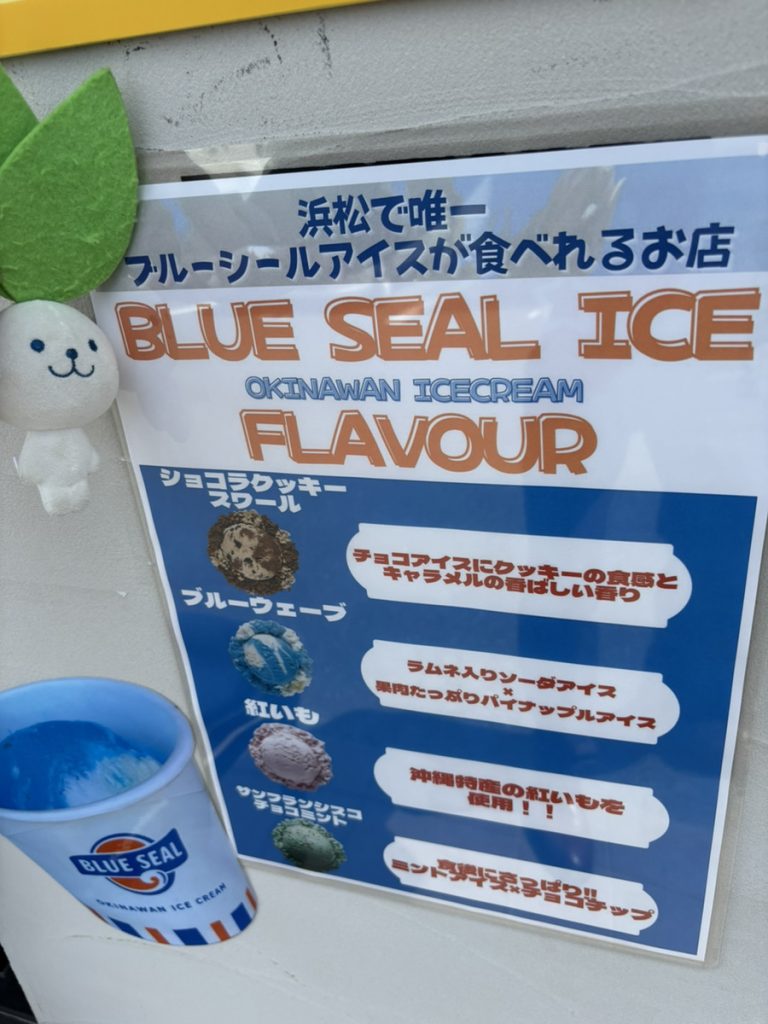 浜松で唯一
ブルーシールアイスが食べれるお店
BLUE SEAL ICE
OKINAWAN ICECREAM
FLAVOUR
ショコラクッキー
スワール
チョコアイスにクッキーの食感と
キャラメルの香ばしい香り
ブルーウェーブ
ラムネ入りソーダアイス
×
果肉たっぷりパイナップルアイス
紅いも
沖縄特産の紅いもを
使用！！
サンフランシスコ
チョコミント
食後にさっぱり!!
ミントアイス×チョコチップ
BLUE SEAL
OKINAWAN ICE CREAM